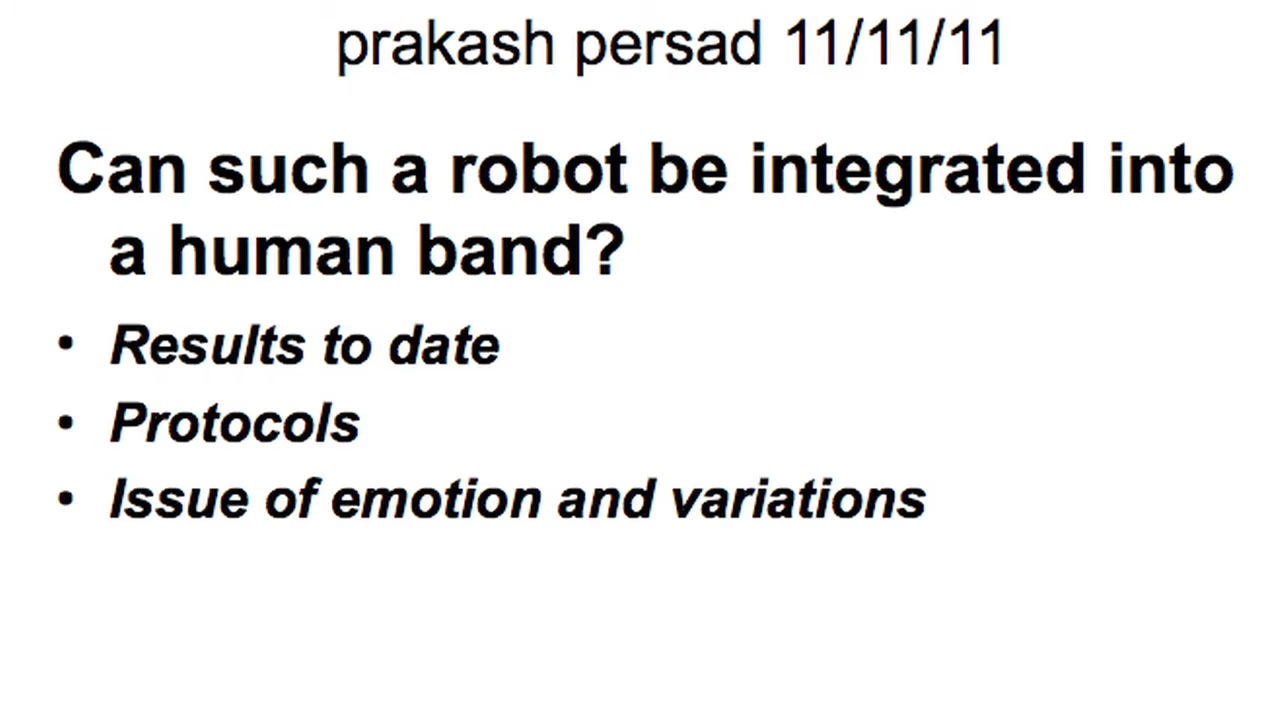 prakash persad 11/11/11
Can such a robot be integrated into
a human band?
• Results to date
• Protocols
• Issue of emotion and variations